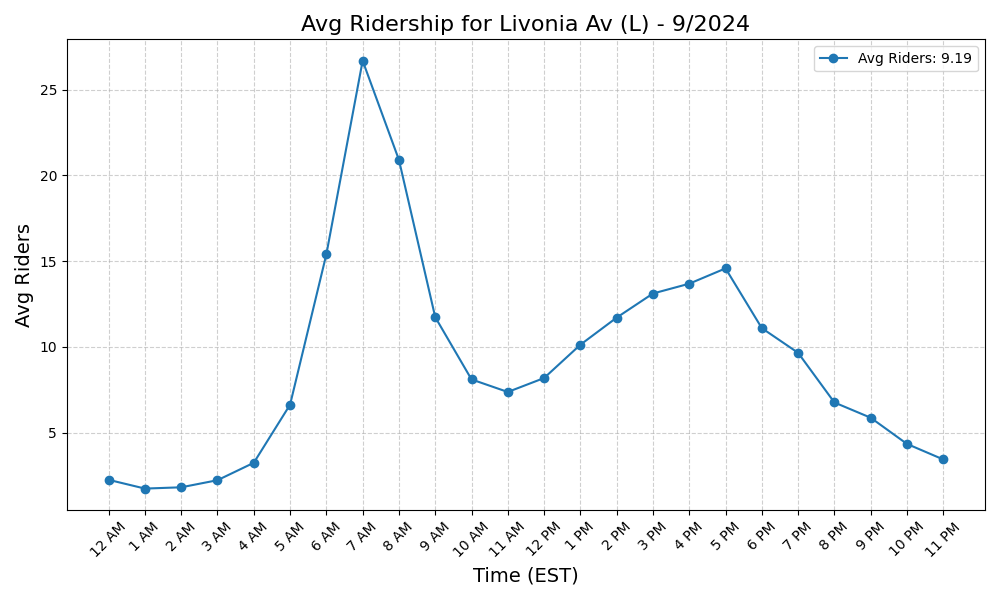 Avg Ridership for Livonia Av (L) - 9/2024
Avg Riders: 9.19
Avg Riders
25
20
15
10
5
12 AM
1 AM
2 AM
3 AM
4 AM
5 AM
6 AM
7 AM
8 AM
9 AM
10 AM
11 AM
12 PM
1 PM
2 PM
3 PM
4 PM
5 PM
6 PM
7 PM
8 PM
9 PM
10 PM
11 PM
Time (EST)